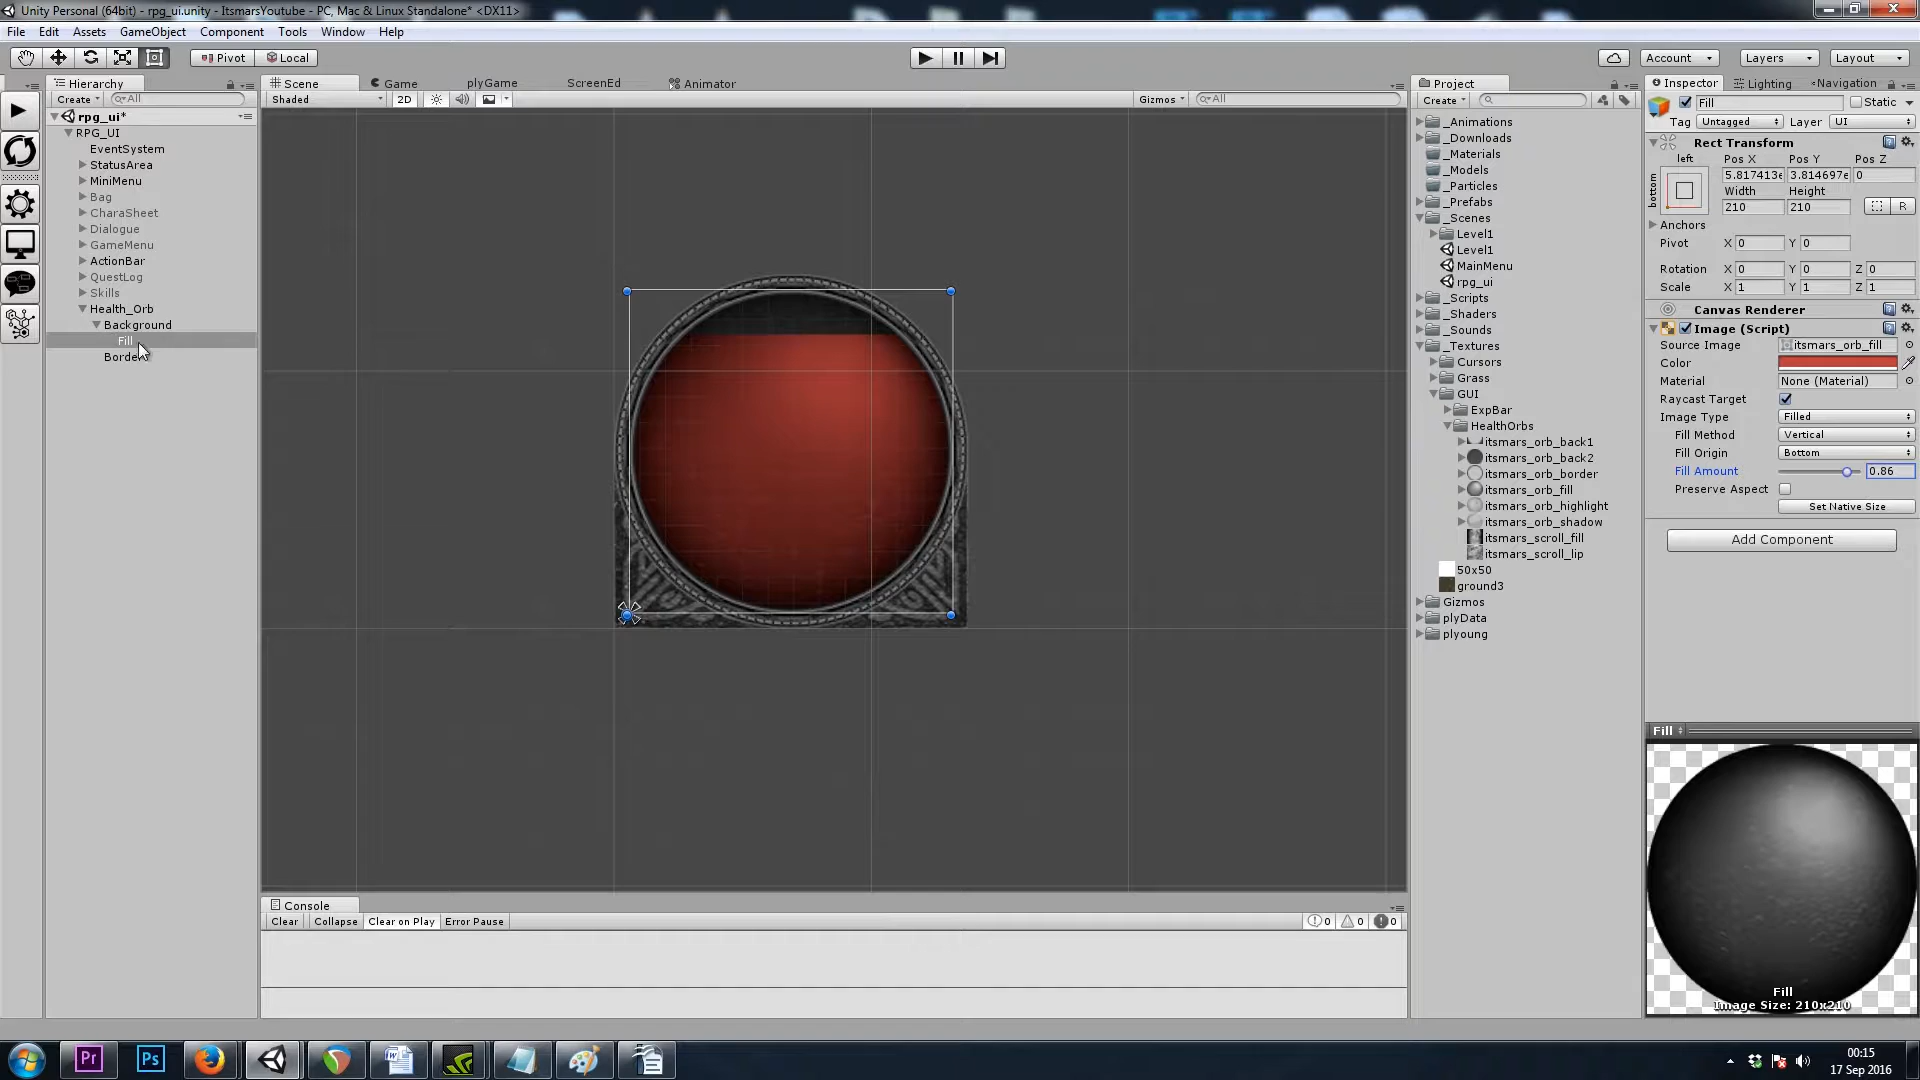 Unity Personal (64bit) - rpg_ui.unity - ItsmarsYoutube - PC, Mac & Linux Standalone* <DX11>
File Edit Assets GameObject Component Tools Window Help
Pivot Local Account Layers Layout
Hierarchy
Create All
rpg_ui*
RPG_UI
EventSystem
StatusArea
MiniMenu
Bag
CharaSheet
Dialogue
GameMenu
ActionBar
QuestLog
Skills
Health_Orb
Background
Fill
Border
Scene Game plyGame ScreenEd Animator
Shaded 2D Gizmos All
Console
Clear Collapse Clear on Play Error Pause 0 0 0
Project
Create
_Animations
_Downloads
_Materials
_Models
_Particles
_Prefabs
_Scenes
Level1
Level1
MainMenu
rpg_ui
_Scripts
_Shaders
_Sounds
_Textures
Cursors
Grass
GUI
ExpBar
HealthOrbs
itsmars_orb_back1
itsmars_orb_back2
itsmars_orb_border
itsmars_orb_fill
itsmars_orb_highlight
itsmars_orb_shadow
itsmars_scroll_fill
itsmars_scroll_lip
50x50
ground3
Gizmos
plyData
plyoung
Inspector Lighting Navigation
Fill Static
Tag Untagged Layer UI
Rect Transform
left Pos X Pos Y Pos Z
bottom 5.817413e 3.814697e 0
Width Height
210 210 R
Anchors
Pivot X 0 Y 0
Rotation X 0 Y 0 Z 0
Scale X 1 Y 1 Z 1
Canvas Renderer
Image (Script)
Source Image itsmars_orb_fill
Color
Material None (Material)
Raycast Target
Image Type Filled
Fill Method Vertical
Fill Origin Bottom
Fill Amount 0.86
Preserve Aspect
Set Native Size
Add Component
Fill
Fill
Image Size: 210x210
Pr Ps
00:15
17 Sep 2016